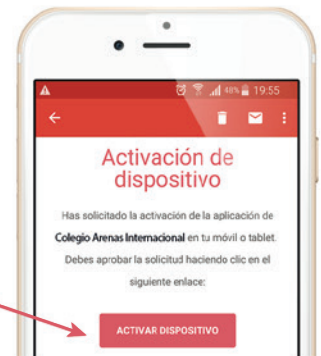 48% 19:55
Activación de
dispositivo
Has solicitado la activación de la aplicación de
Colegio Arenas Internacional en tu móvil o tablet.
Debes aprobar la solicitud haciendo clic en el
siguiente enlace:
ACTIVAR DISPOSITIVO